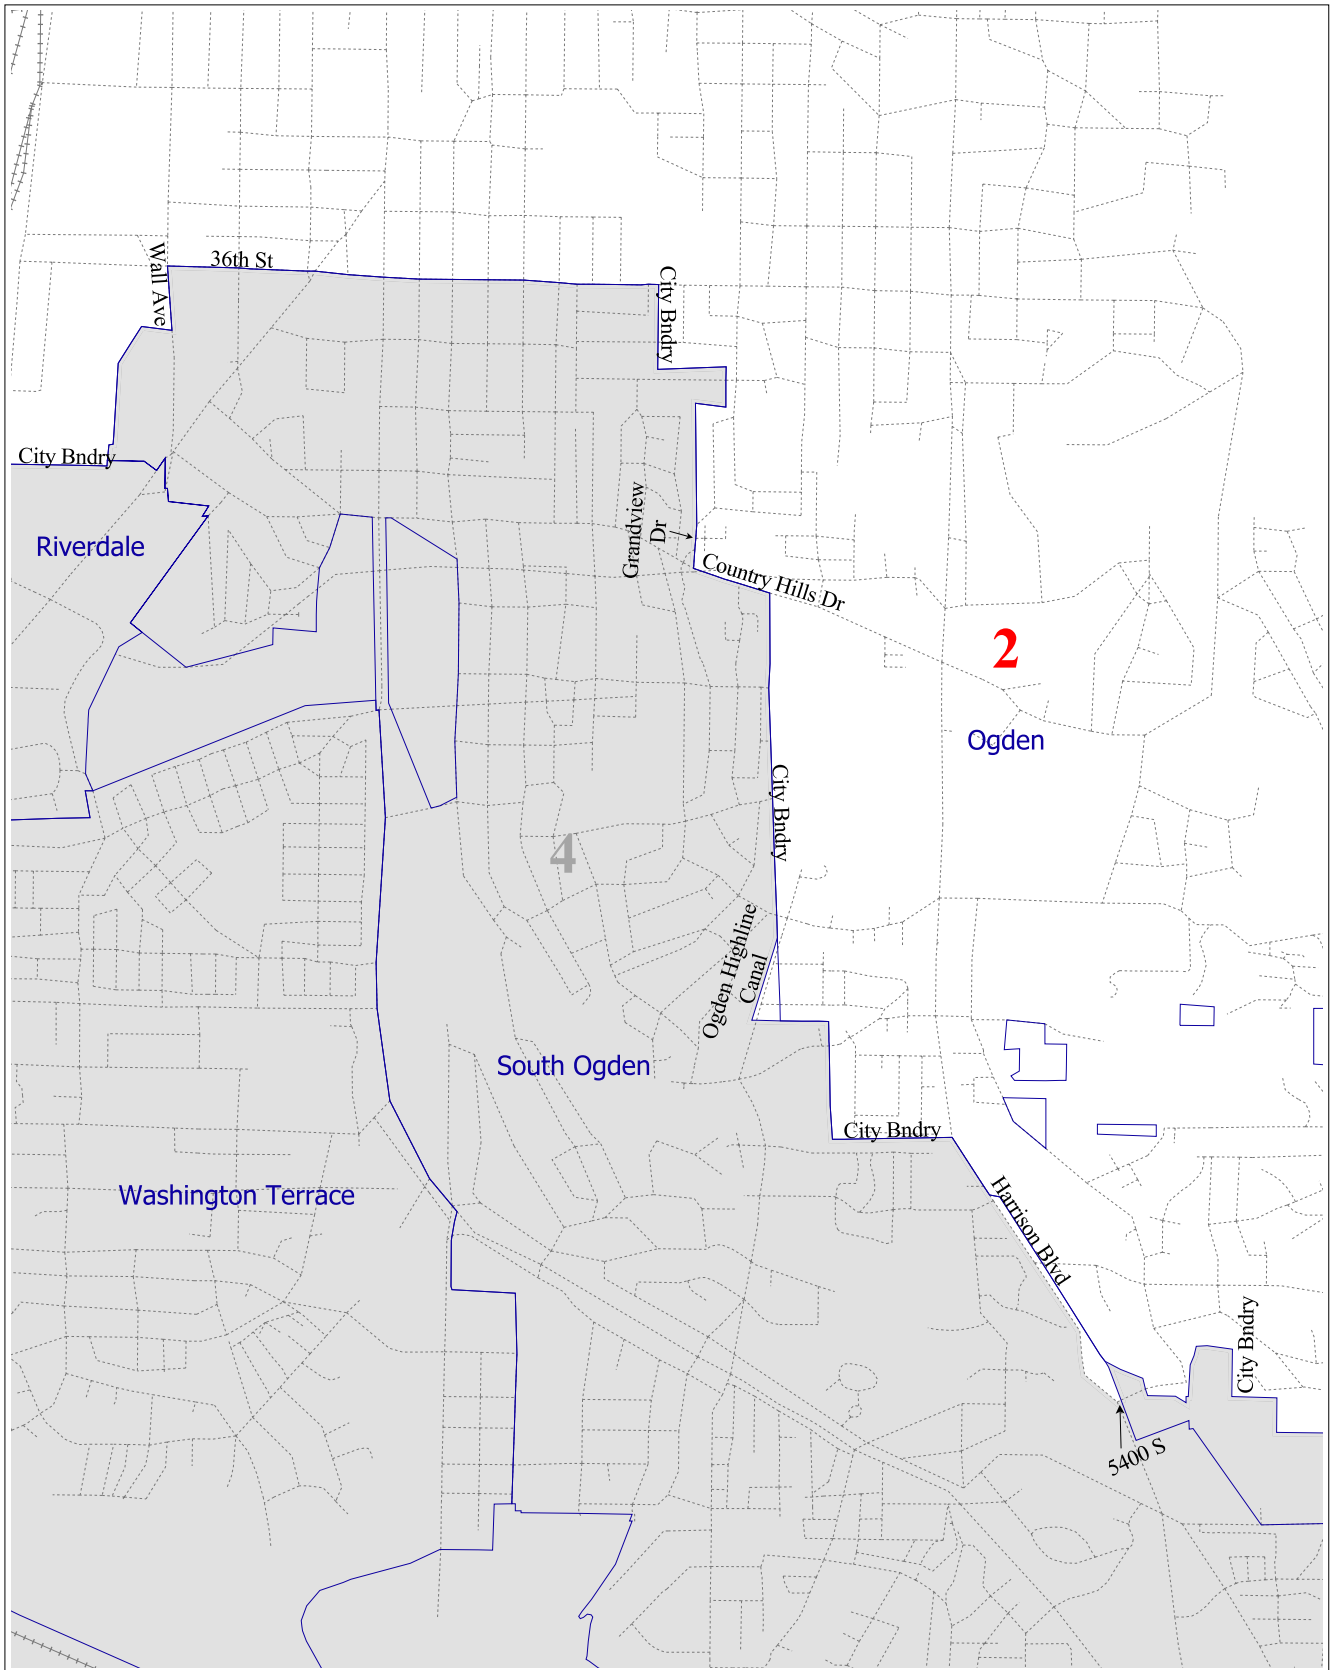 36th St
Wall Ave
City Bndry
City Bndry
Riverdale
Grandview
Dr
Country Hills Dr
2
Ogden
City Bndry
4
Ogden Highline
Canal
South Ogden
City Bndry
Washington Terrace
Harrison Blvd
City Bndry
5400 S